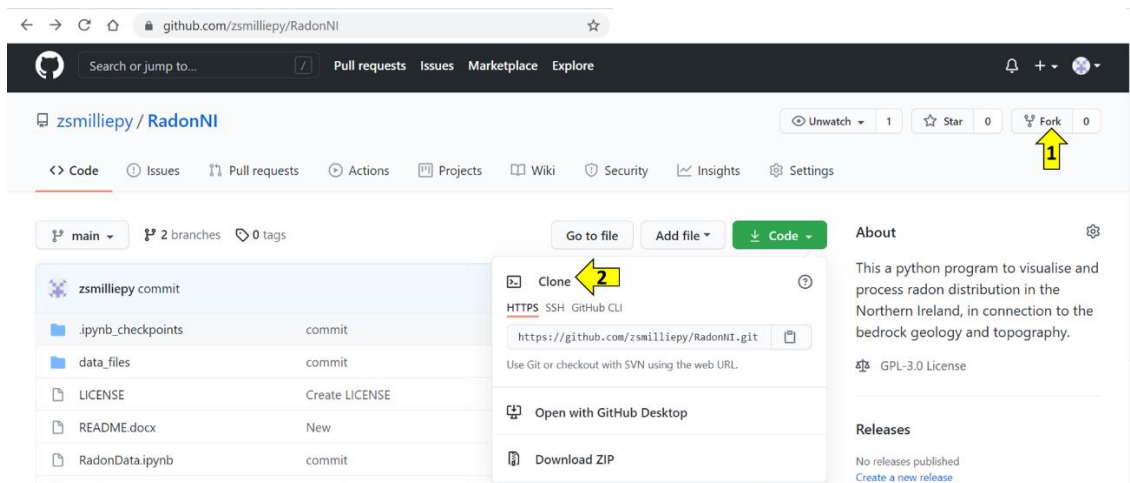 github.com/zsmilliepy/RadonNI
Search or jump to... / Pull requests Issues Marketplace Explore
zsmilliepy / RadonNI
Unwatch 1 Star 0 Fork 0
1
Code Issues Pull requests Actions Projects Wiki Security Insights Settings
main 2 branches 0 tags Go to file Add file Code
zsmilliepy commit
.ipynb_checkpoints commit
data_files commit
LICENSE Create LICENSE
README.docx New
RadonData.ipynb commit
Clone 2
HTTPS SSH GitHub CLI
https://github.com/zsmilliepy/RadonNI.git
Use Git or checkout with SVN using the web URL.
Open with GitHub Desktop
Download ZIP
About
This a python program to visualise and
process radon distribution in the
Northern Ireland, in connection to the
bedrock geology and topography.
GPL-3.0 License
Releases
No releases published
Create a new release